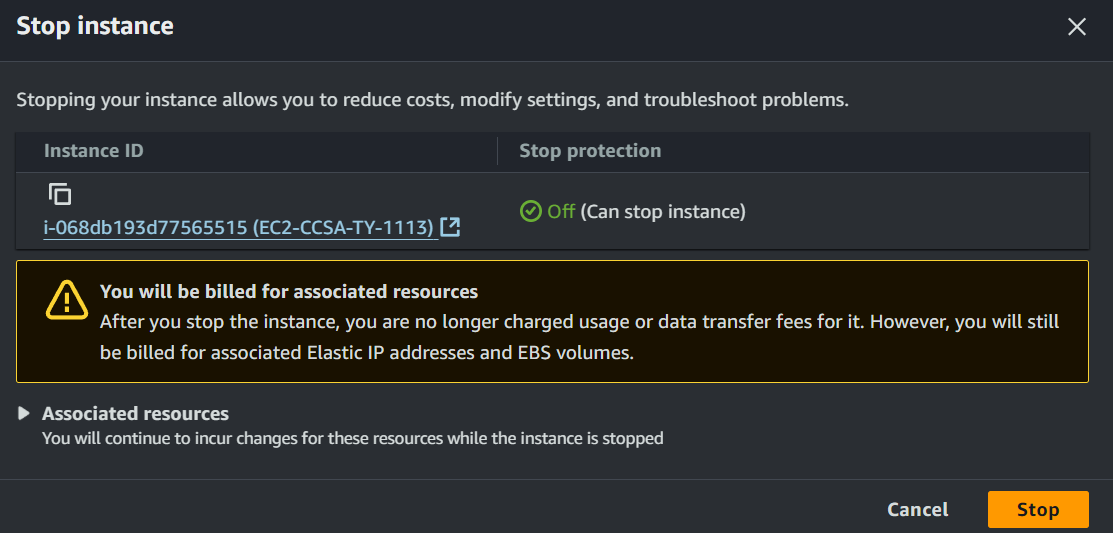 Stop instance
Stopping your instance allows you to reduce costs, modify settings, and troubleshoot problems.
Instance ID
Stop protection
i-068db193d77565515 (EC2-CCSA-TY-1113)
Off (Can stop instance)
You will be billed for associated resources
After you stop the instance, you are no longer charged usage or data transfer fees for it. However, you will still
be billed for associated Elastic IP addresses and EBS volumes.
Associated resources
You will continue to incur changes for these resources while the instance is stopped
Cancel
Stop